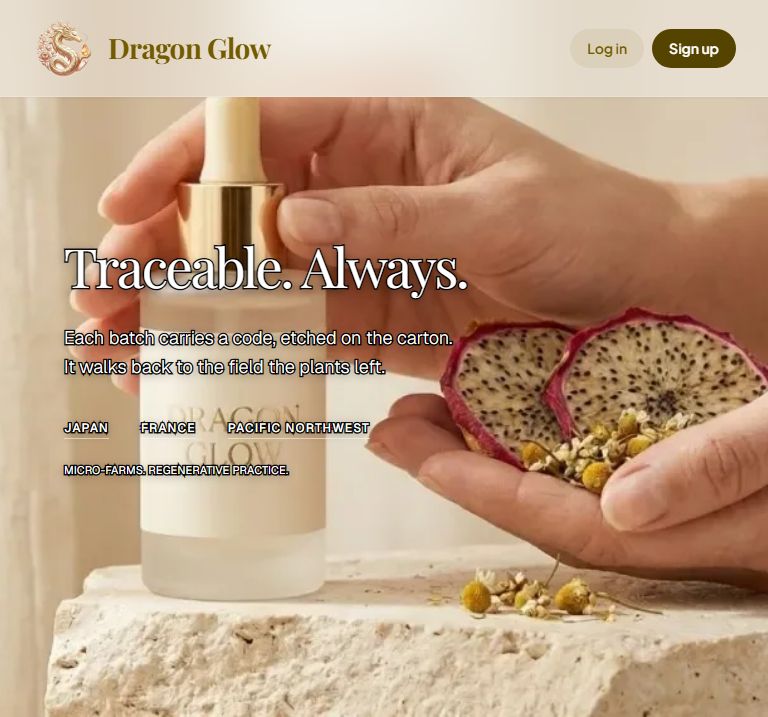 Dragon Glow
Log in
Sign up
Traceable. Always.
Each batch carries a code, etched on the carton.
It walks back to the field the plants left.
JAPAN FRANCE PACIFIC NORTHWEST
DRAGON
GLOW
MICRO-FARMS. REGENERATIVE PRACTICE.